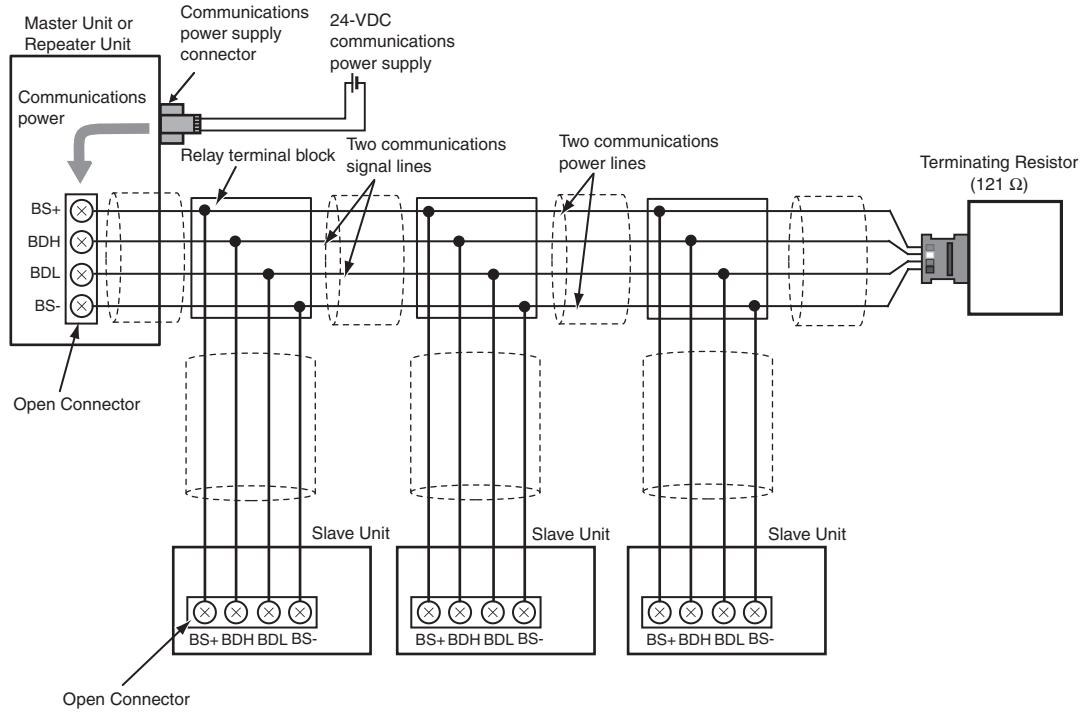 Master Unit or
Repeater Unit
Communications
power supply
connector
24-VDC
communications
power supply
Communications
power
Relay terminal block
Two communications
signal lines
Two communications
power lines
Terminating Resistor
(121 Ω)
BS+
BDH
BDL
BS-
Open Connector
Slave Unit
Slave Unit
Slave Unit
BS+ BDH BDL BS-
BS+ BDH BDL BS-
BS+ BDH BDL BS-
Open Connector